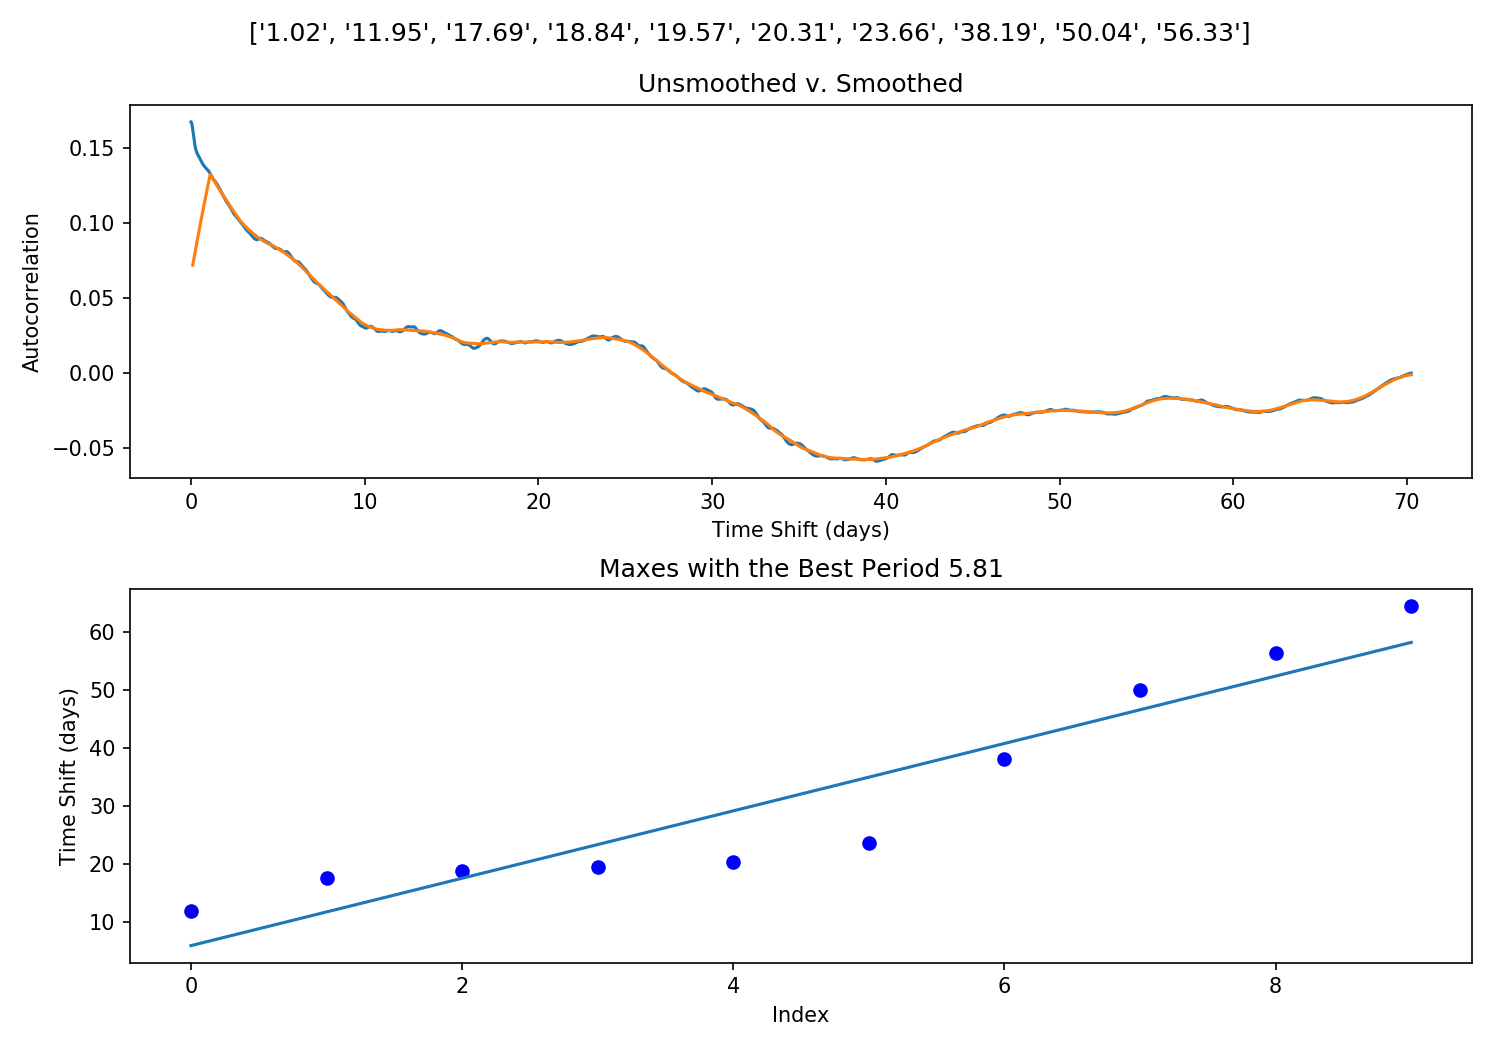 ['1.02', '11.95', '17.69', '18.84', '19.57', '20.31', '23.66', '38.19', '50.04', '56.33']
Unsmoothed v. Smoothed
Autocorrelation
0.15
0.10
0.05
0.00
−0.05
0 10 20 30 40 50 60 70
Time Shift (days)
Maxes with the Best Period 5.81
Time Shift (days)
60
50
40
30
20
10
0 2 4 6 8
Index